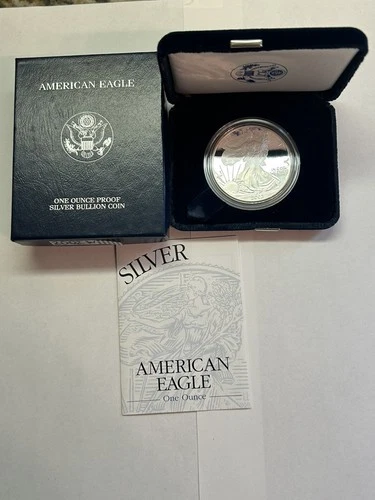 AMERICAN EAGLE
ONE OUNCE PROOF
SILVER BULLION COIN
SILVER
AMERICAN
EAGLE
One Ounce